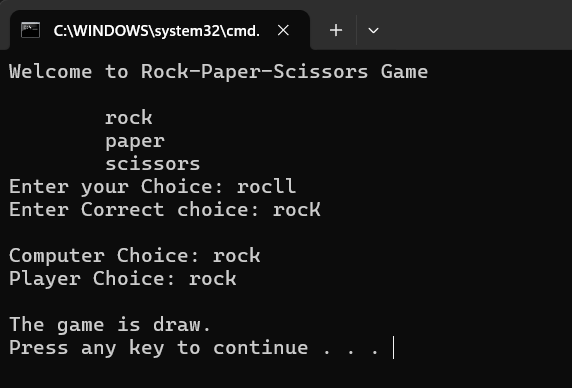 C:\WINDOWS\system32\cmd.
Welcome to Rock-Paper-Scissors Game
rock
paper
scissors
Enter your Choice: rocll
Enter Correct choice: rocK
Computer Choice: rock
Player Choice: rock
The game is draw.
Press any key to continue . . .